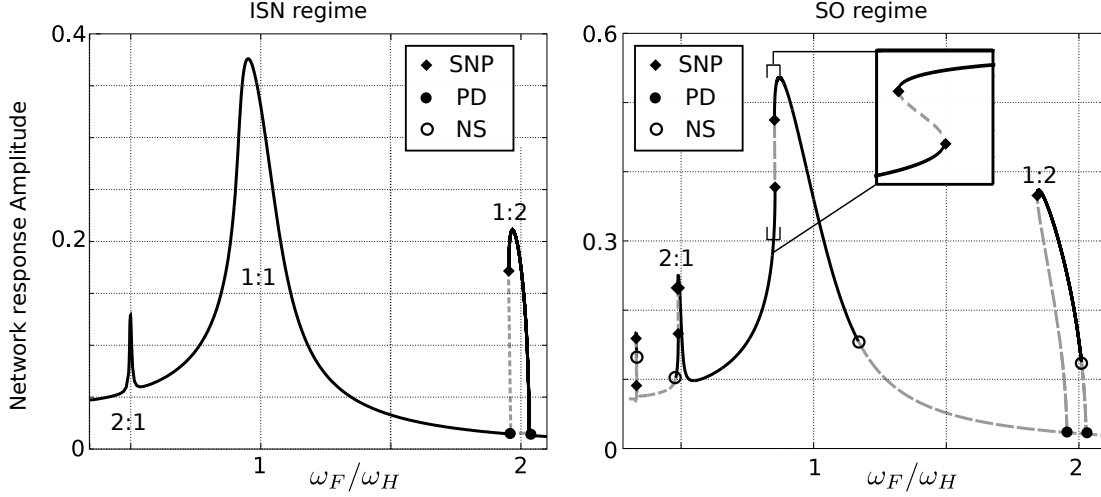 ISN regime
Network response Amplitude
0.4
0.2
0
SNP
PD
NS
1:2
1:1
2:1
1
2
ω_F/ω_H
SO regime
0.6
0.3
0
SNP
PD
NS
1:2
2:1
1
2
ω_F/ω_H